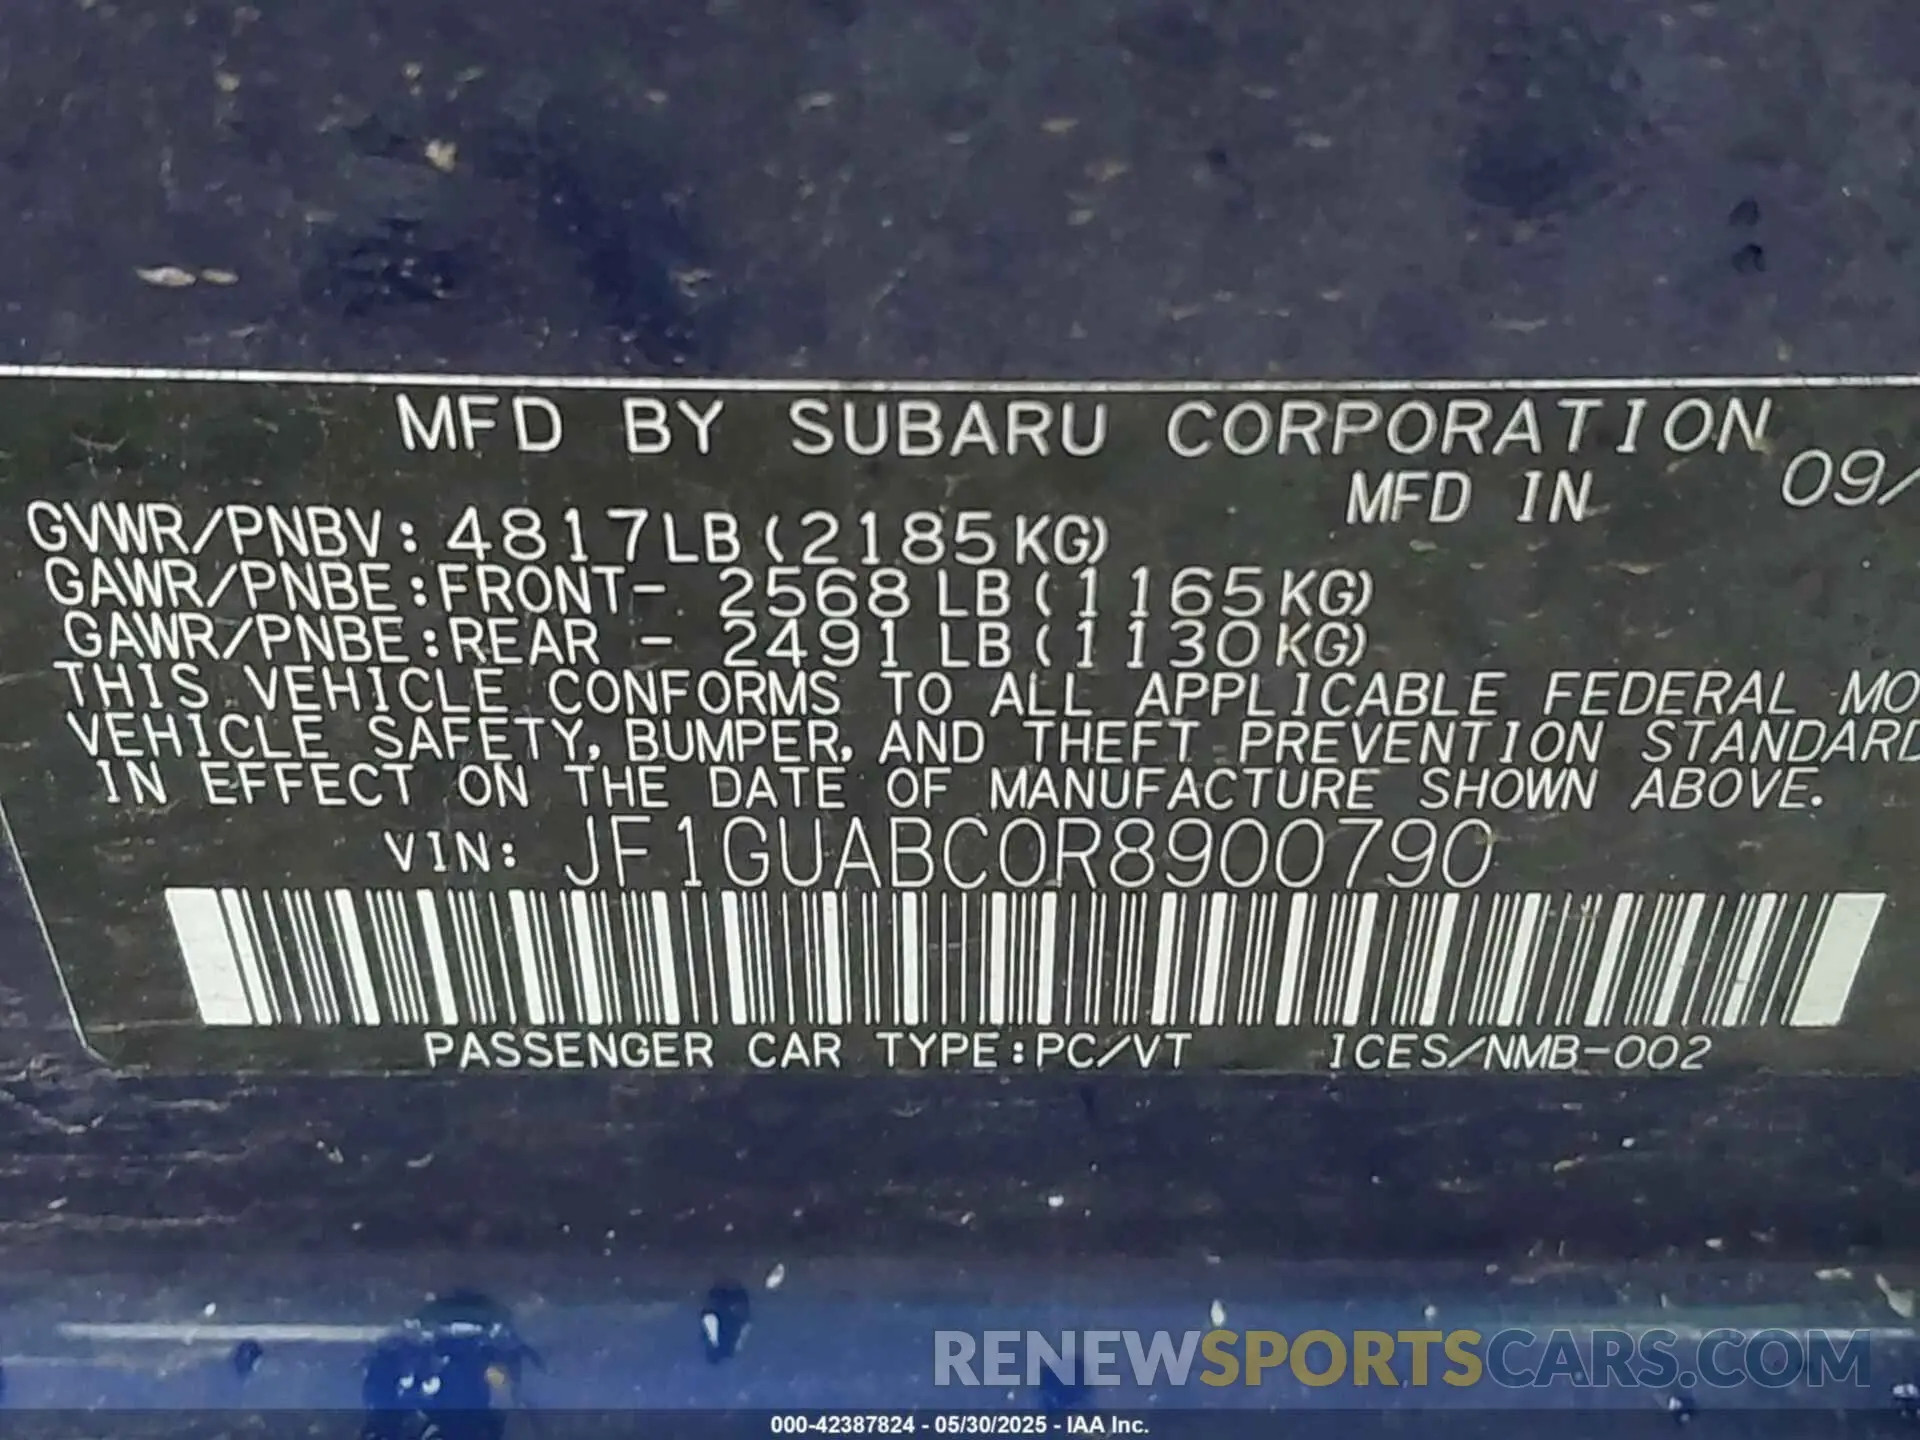 MFD BY SUBARU CORPORATION
MFD IN 09/
GVWR/PNBV: 4817LB(2185KG)
GAWR/PNBE:FRONT- 2568 LB(1165KG)
GAWR/PNBE:REAR - 2491 LB(1130KG)
THIS VEHICLE CONFORMS TO ALL APPLICABLE FEDERAL MO
VEHICLE SAFETY, BUMPER, AND THEFT PREVENTION STANDARD
IN EFFECT ON THE DATE OF MANUFACTURE SHOWN ABOVE.
VIN: JF1GUABC0R8900790
PASSENGER CAR TYPE:PC/VT ICES/NMB-002
RENEWSPORTSCARS.COM
000-42387824 - 05/30/2025 - IAA Inc.